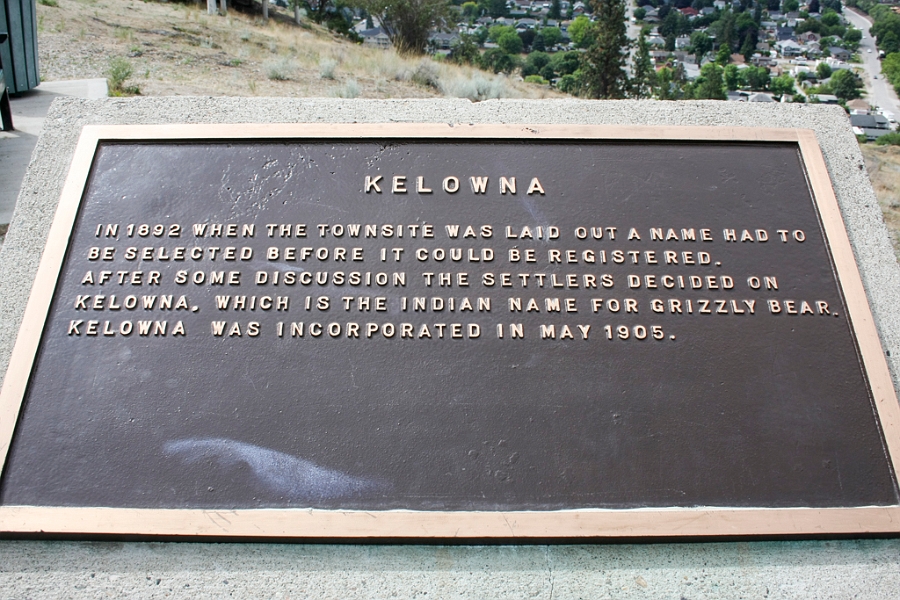 KELOWNA
IN 1892 WHEN THE TOWNSITE WAS LAID OUT A NAME HAD TO
BE SELECTED BEFORE IT COULD BE REGISTERED.
AFTER SOME DISCUSSION THE SETTLERS DECIDED ON
KELOWNA, WHICH IS THE INDIAN NAME FOR GRIZZLY BEAR.
KELOWNA WAS INCORPORATED IN MAY 1905.